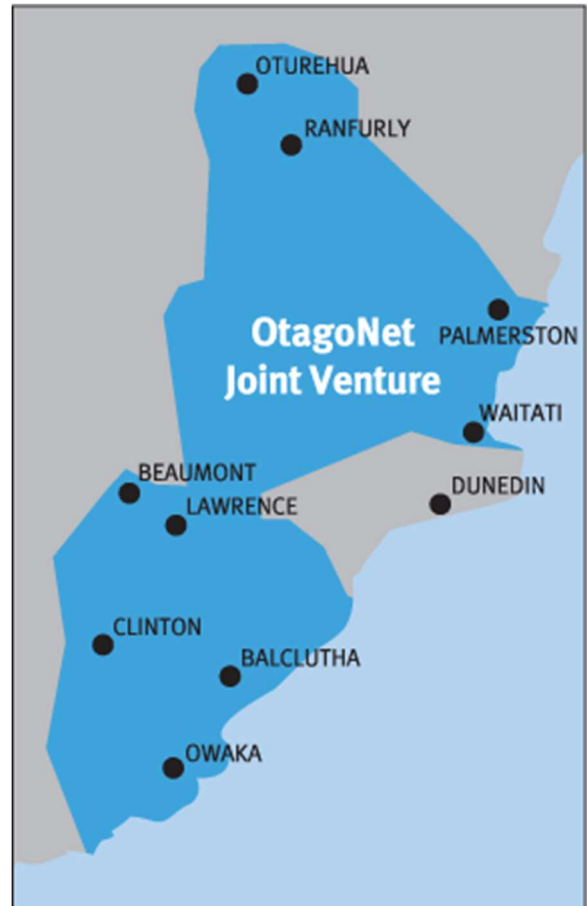 OTUREHUA
RANFURLY
OtagoNet
Joint Venture
PALMERSTON
WAITATI
BEAUMONT
LAWRENCE
DUNEDIN
CLINTON
BALCLUTHA
OWAKA